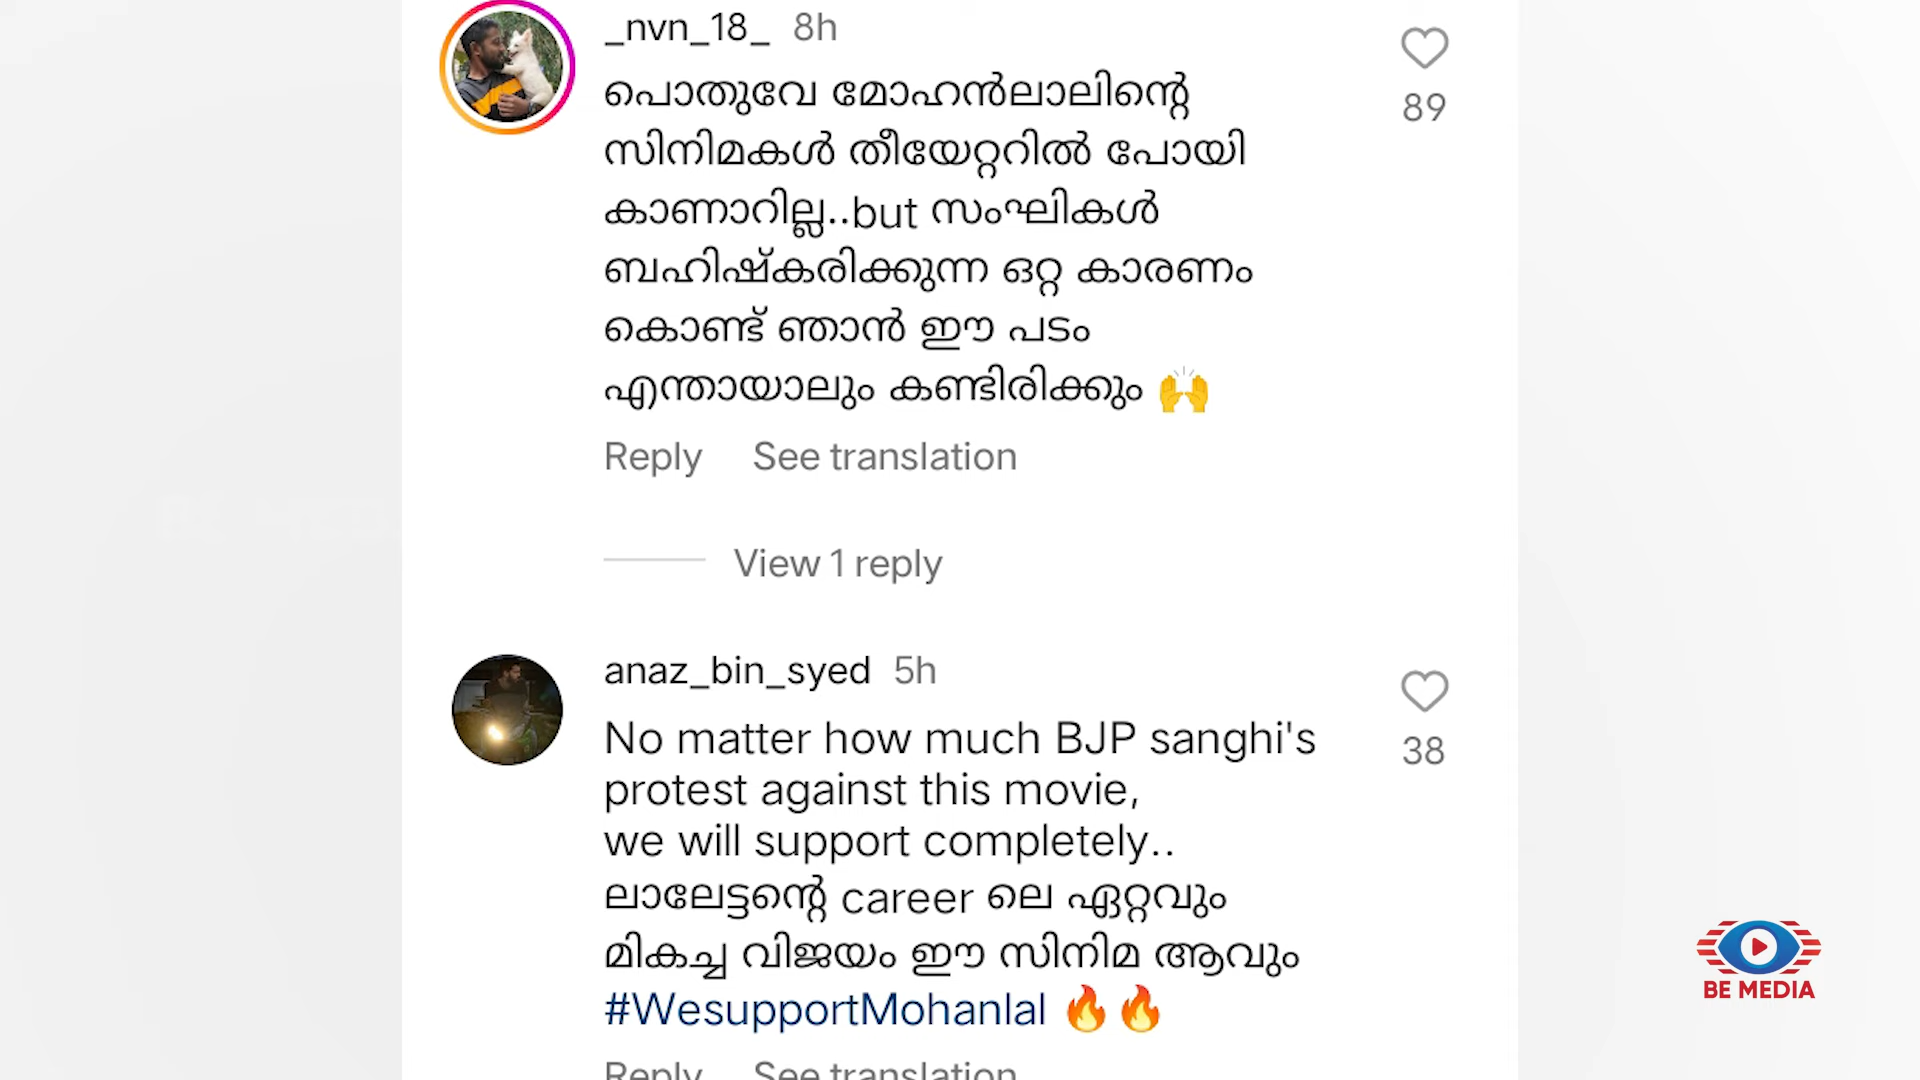 _nvn_18_ 8h
പൊതുവേ മോഹൻലാലിന്റെ
സിനിമകൾ തീയേറ്ററിൽ പോയി
കാണാറില്ല..but സംഘികൾ
ബഹിഷ്കരിക്കുന്ന ഒറ്റ കാരണം
കൊണ്ട് ഞാൻ ഈ പടം
എന്തായാലും കണ്ടിരിക്കും 🙌
89
Reply See translation
View 1 reply
anaz_bin_syed 5h
No matter how much BJP sanghi's
protest against this movie,
we will support completely..
ലാലേട്ടന്റെ career ലെ ഏറ്റവും
മികച്ച വിജയം ഈ സിനിമ ആവും
#WesupportMohanlal 🔥🔥
38
Reply See translation
BE MEDIA